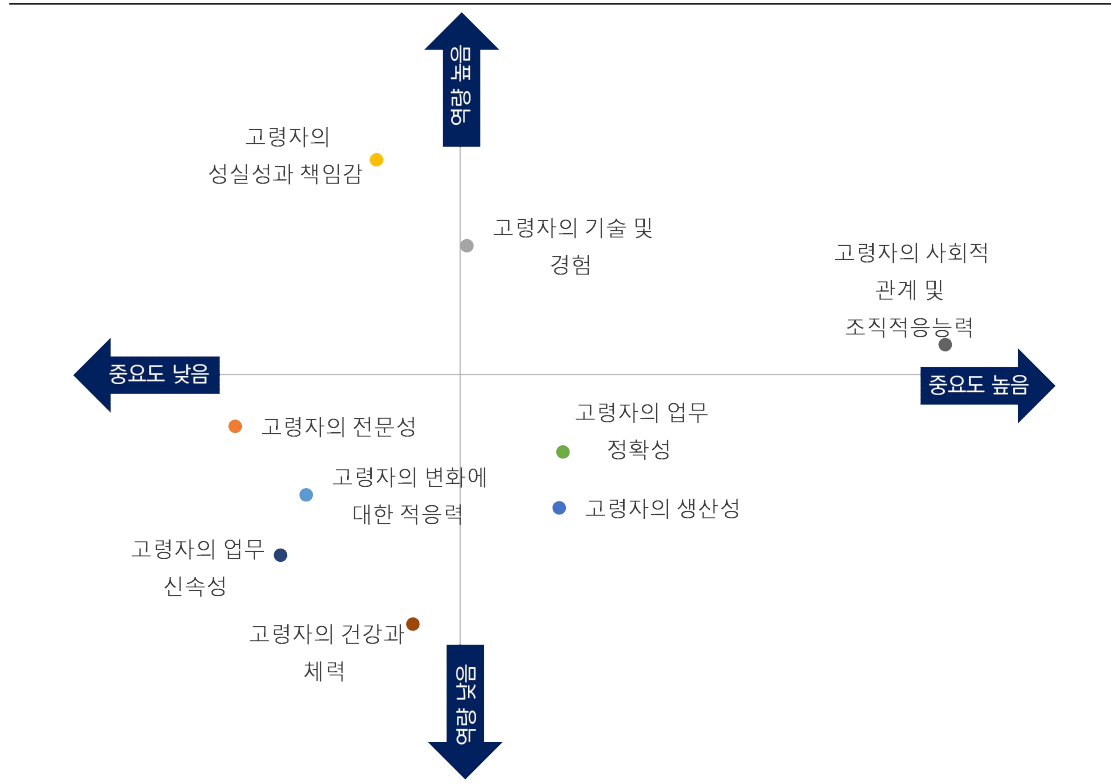 역량 높음
고령자의
성실성과 책임감
고령자의 기술 및
경험
고령자의 사회적
관계 및
조직적응능력
중요도 낮음
중요도 높음
고령자의 업무
정확성
고령자의 전문성
고령자의 변화에
대한 적응력
고령자의 생산성
고령자의 업무
신속성
고령자의 건강과
체력
역량 낮음